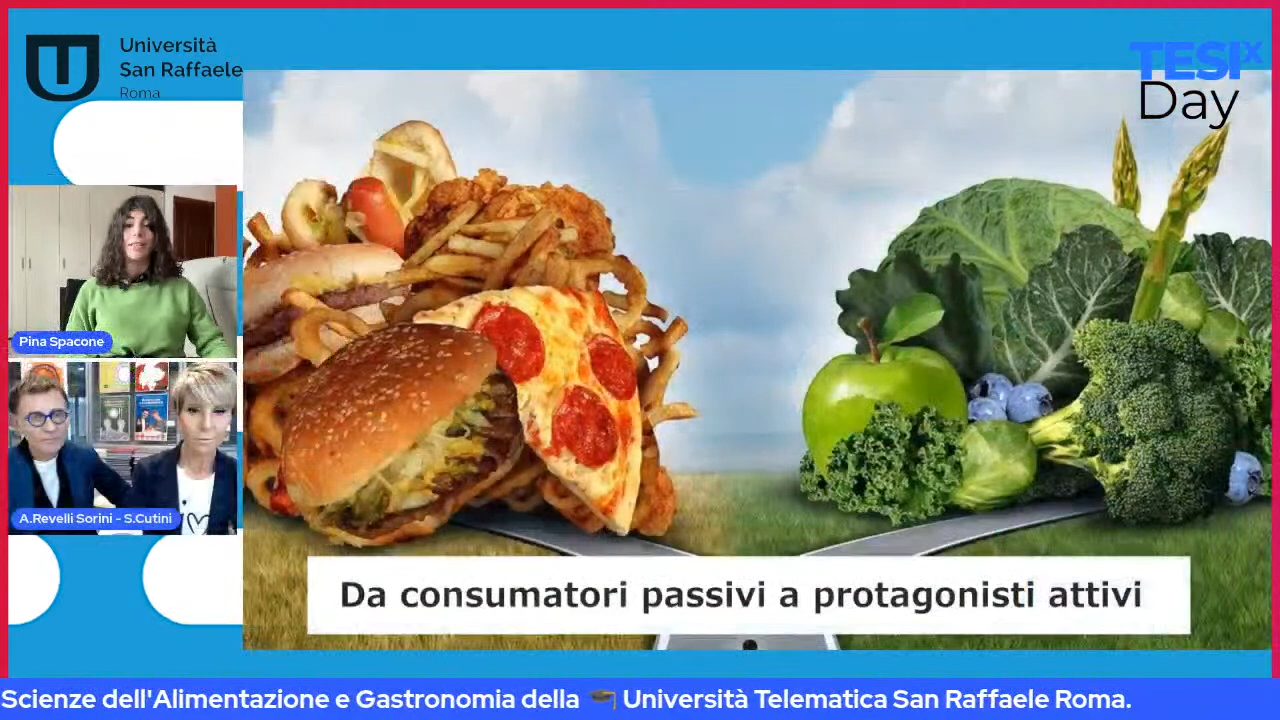 Università
San Raffaele
Roma
TESIX
Day
Pina Spacone
A.Revelli Sorini - S.Cutini
Da consumatori passivi a protagonisti attivi
Scienze dell'Alimentazione e Gastronomia della 🎓 Università Telematica San Raffaele Roma.